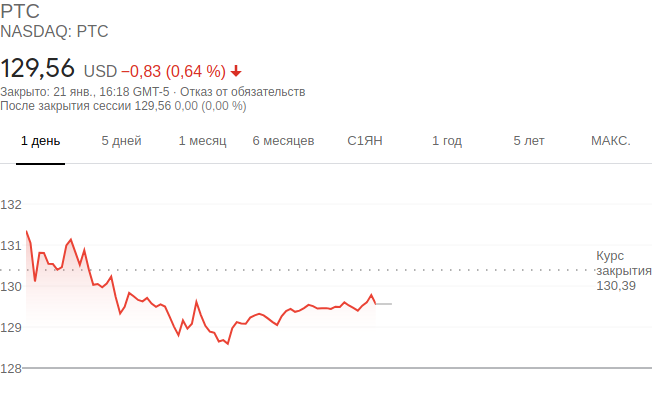 PTC
NASDAQ: PTC
129,56 USD −0,83 (0,64 %)
Закрыто: 21 янв., 16:18 GMT-5 · Отказ от обязательств
После закрытия сессии 129,56 0,00 (0,00 %)
1 день 5 дней 1 месяц 6 месяцев С1ЯН 1 год 5 лет МАКС.
132
131
130
129
128
Курс
закрытия
130,39